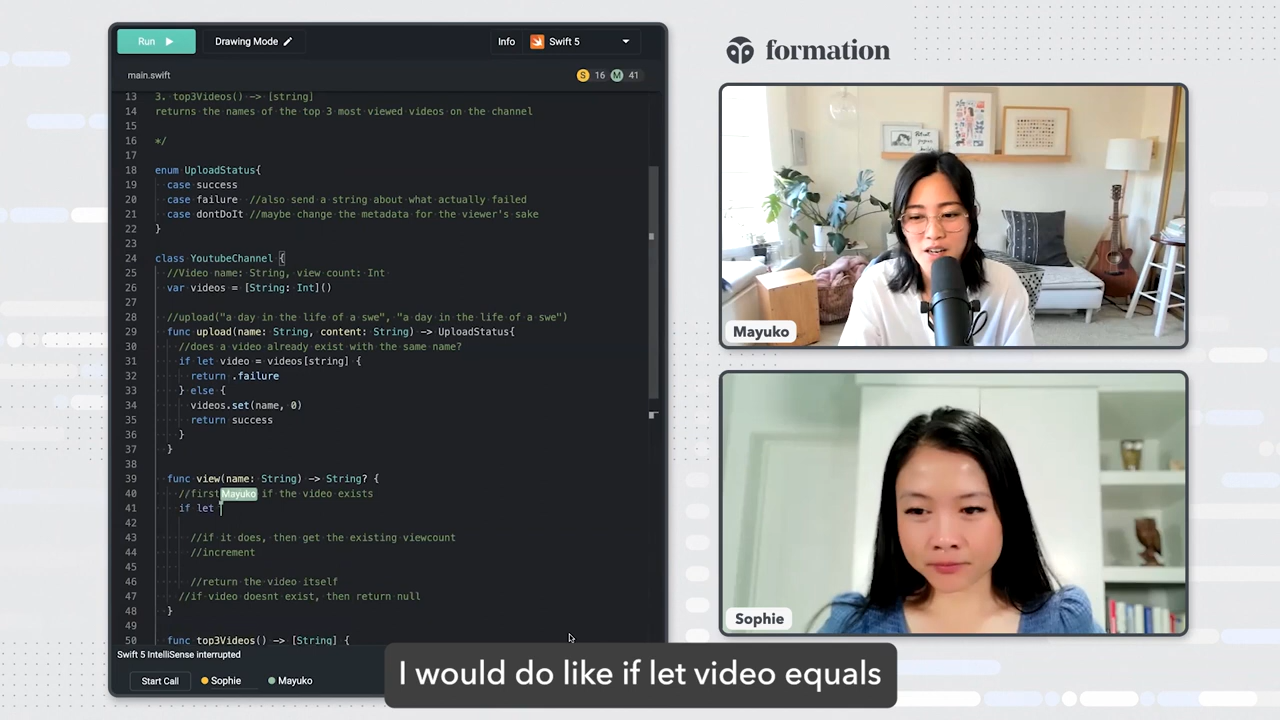 Run
Drawing Mode
Info
Swift 5
main.swift
S 16 M 41
13 3. top3Videos() -> [string]
14 returns the names of the top 3 most viewed videos on the channel
15
16 */
17
18 enum UploadStatus{
19 case success
20 case failure //also send a string about what actually failed
21 case dontDoIt //maybe change the metadata for the viewer's sake
22 }
23
24 class YoutubeChannel {
25 //Video name: String, view count: Int
26 var videos = [String: Int]()
27
28 //upload("a day in the life of a swe", "a day in the life of a swe")
29 func upload(name: String, content: String) -> UploadStatus{
30 //does a video already exist with the same name?
31 if let video = videos[string] {
32 return .failure
33 } else {
34 videos.set(name, 0)
35 return success
36 }
37 }
38
39 func view(name: String) -> String? {
40 //first Mayuko if the video exists
41 if let
42
43 //if it does, then get the existing viewcount
44 //increment
45
46 //return the video itself
47 //if video doesnt exist, then return null
48 }
49
50 func top3Videos() -> [String] {
Swift 5 IntelliSense interrupted
Start Call
Sophie
Mayuko
formation
Mayuko
Sophie
I would do like if let video equals